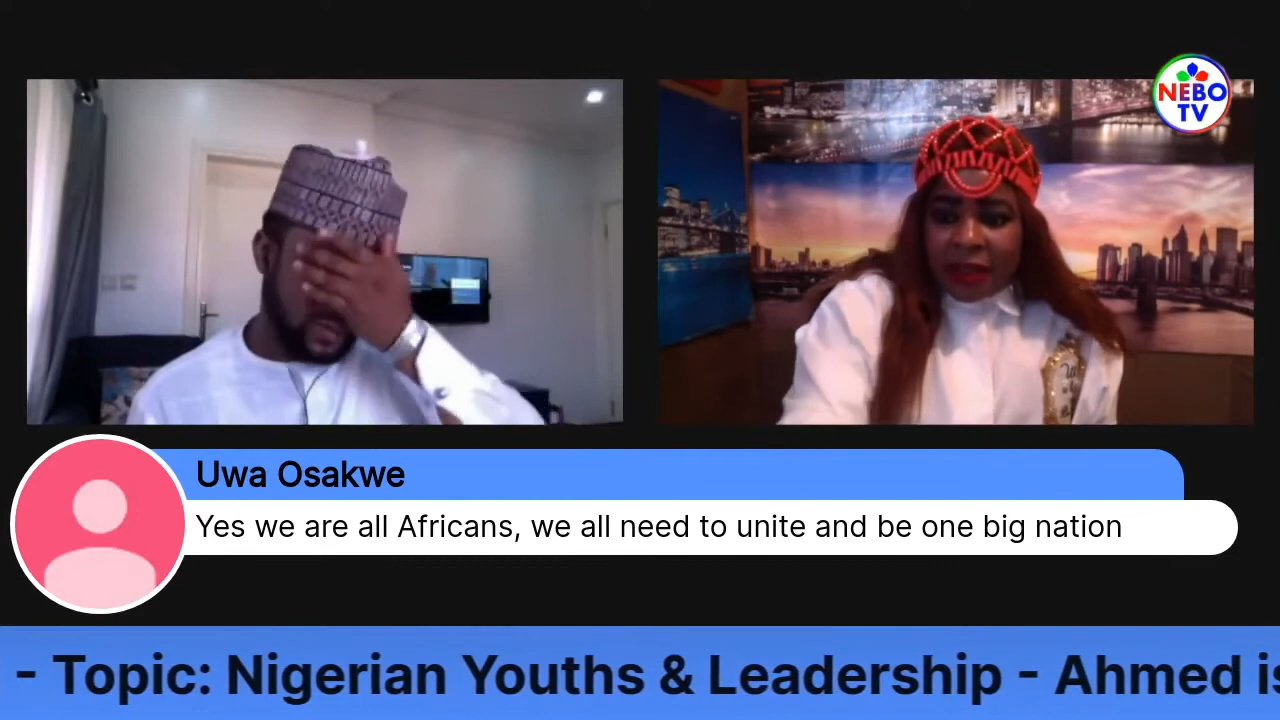 NEBO
TV
Uwa Osakwe
Yes we are all Africans, we all need to unite and be one big nation
- Topic: Nigerian Youths & Leadership - Ahmed is